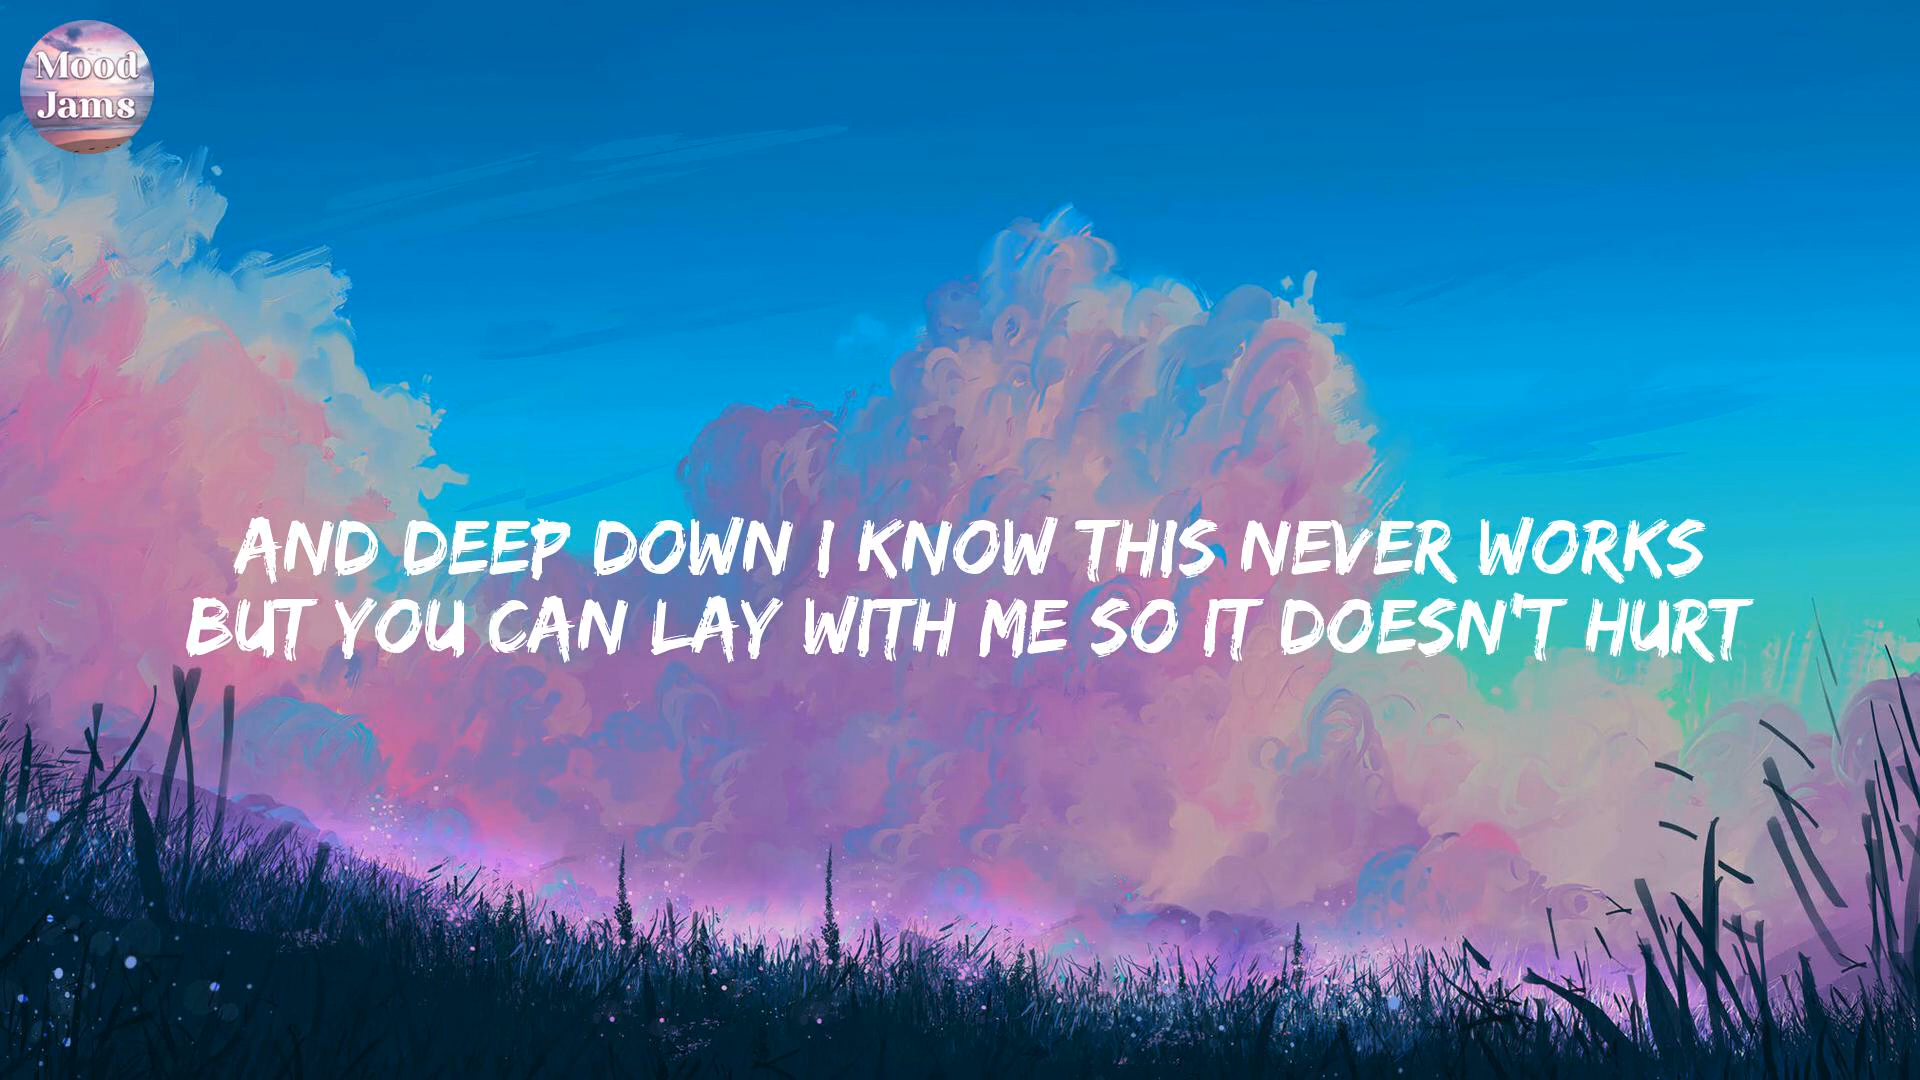 Mood
Jams
AND DEEP DOWN I KNOW THIS NEVER WORKS
BUT YOU CAN LAY WITH ME SO IT DOESN'T HURT